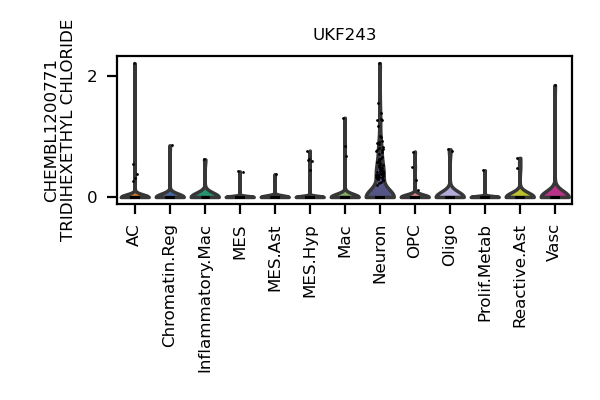 UKF243
CHEMBL1200771
TRIDIHEXETHYL CHLORIDE
2
0
AC
Chromatin.Reg
Inflammatory.Mac
MES
MES.Ast
MES.Hyp
Mac
Neuron
OPC
Oligo
Prolif.Metab
Reactive.Ast
Vasc